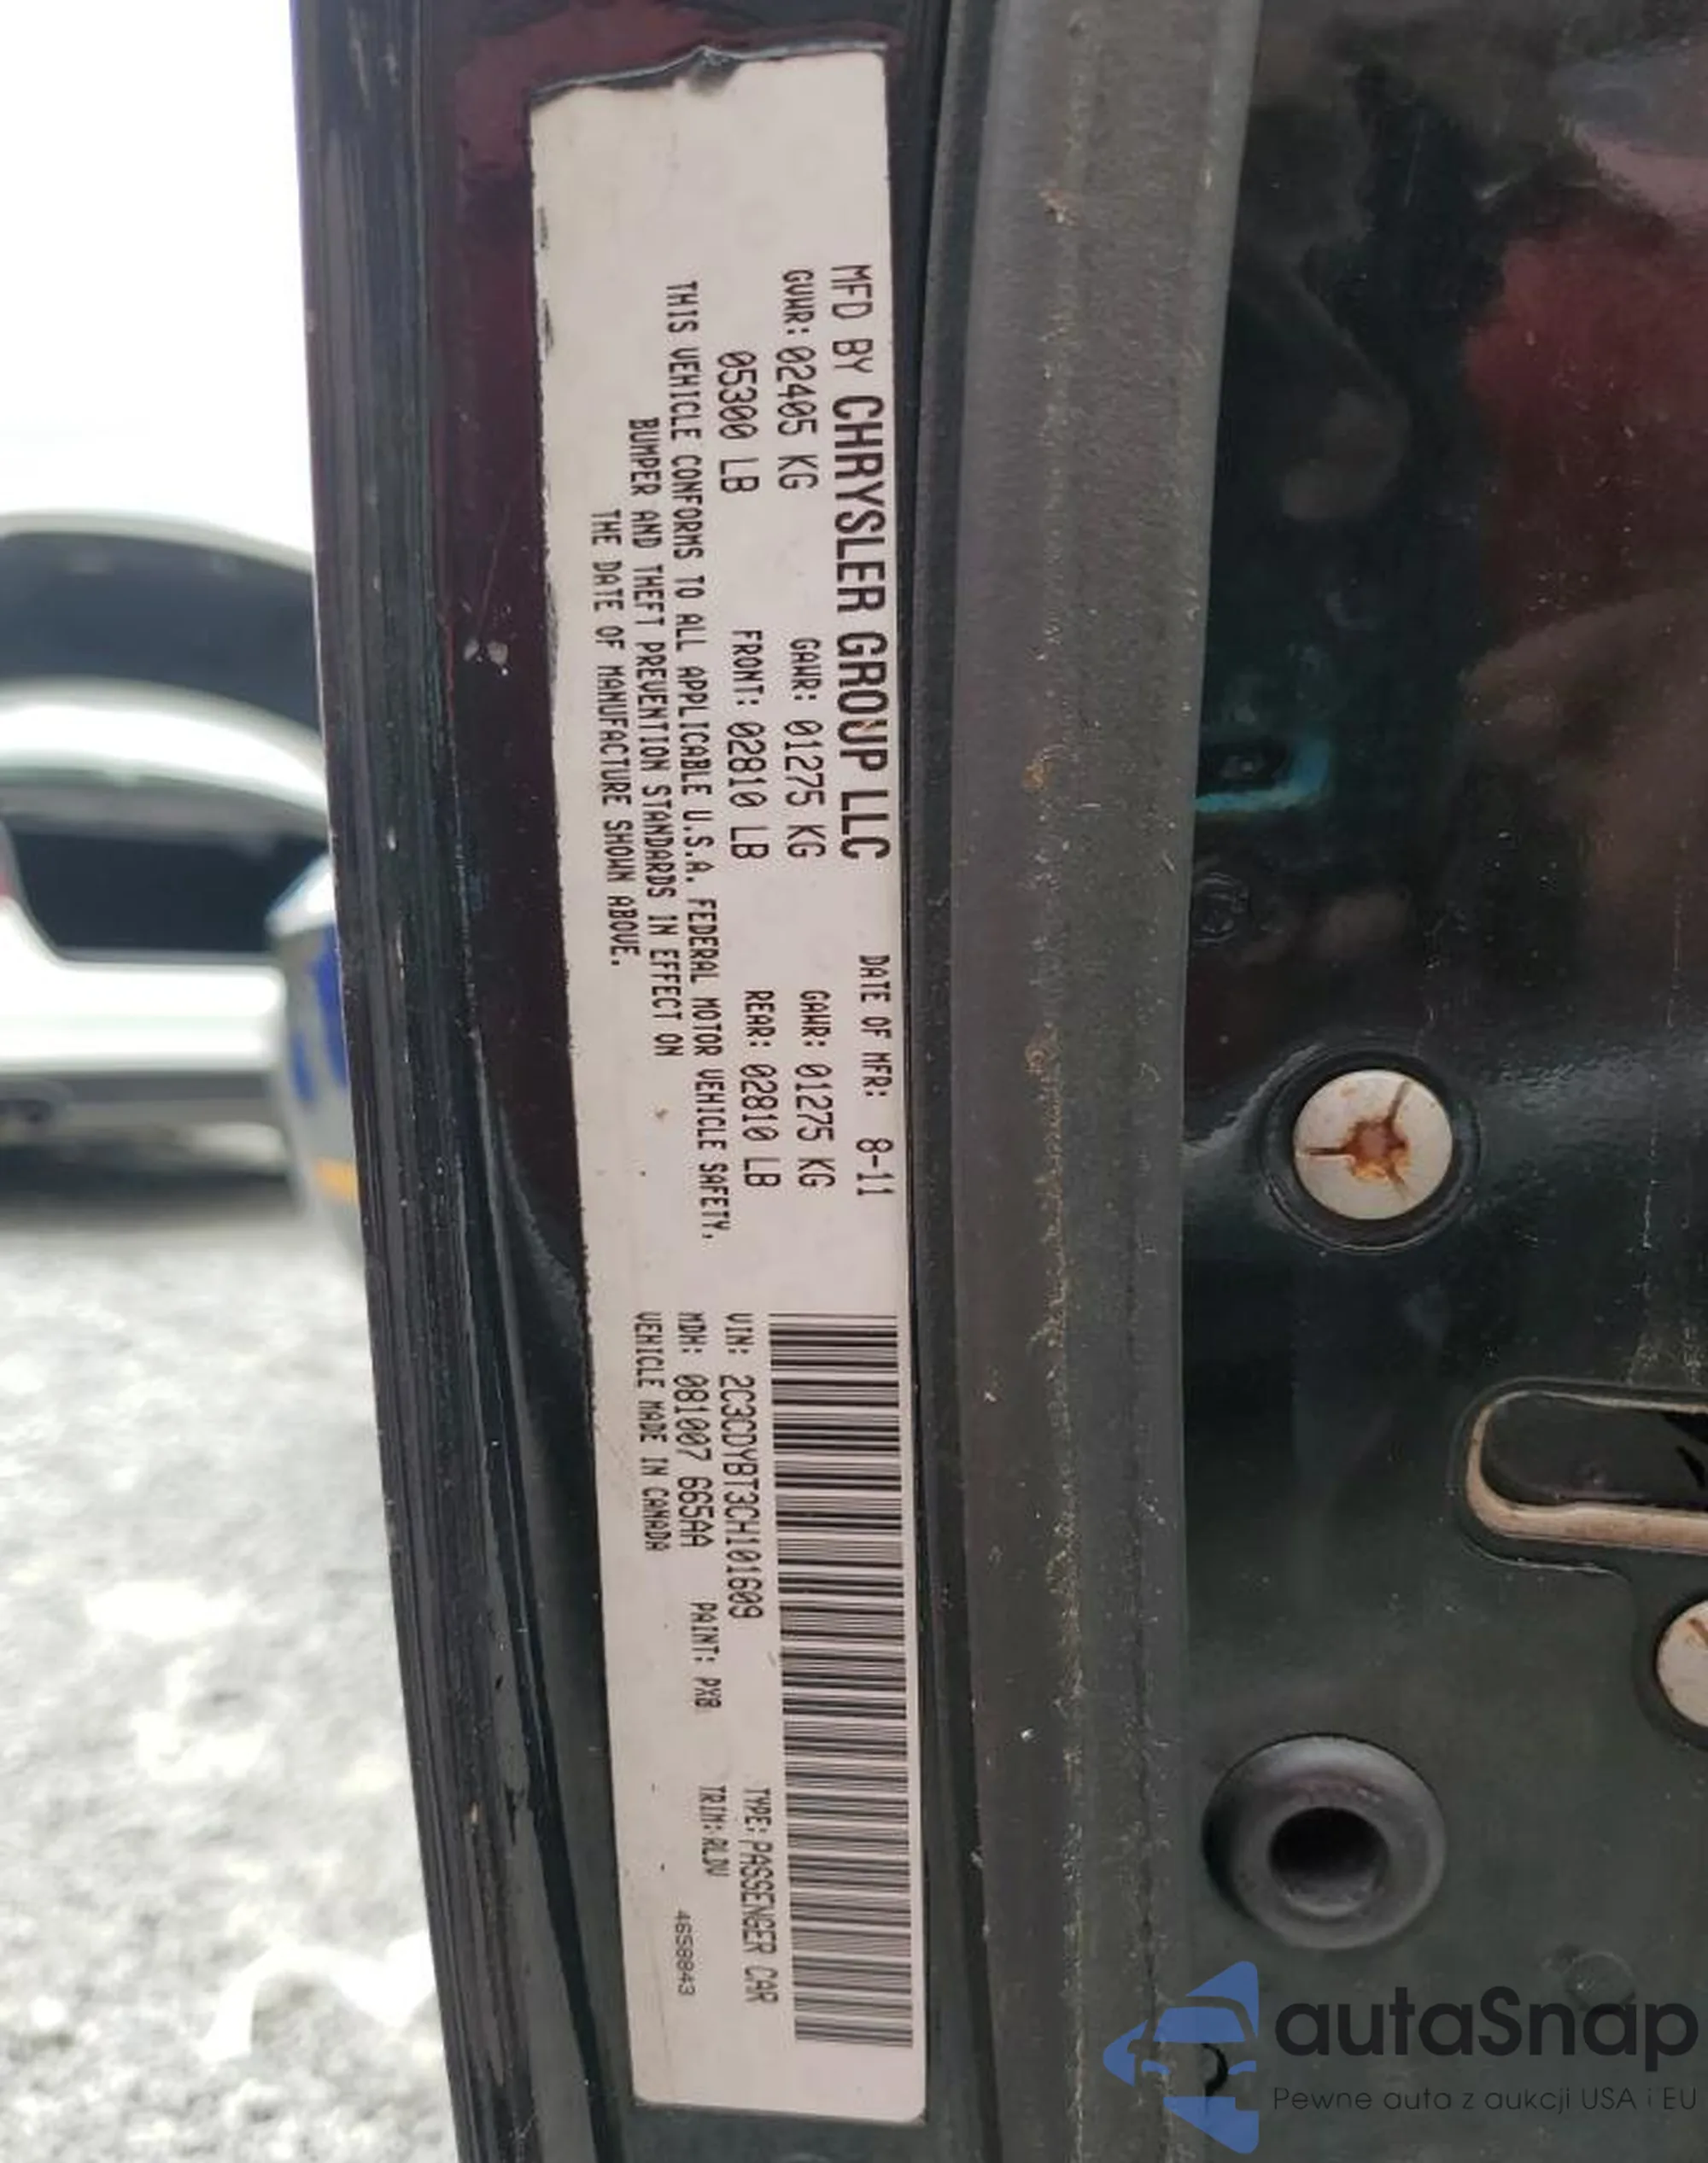 MFD BY CHRYSLER GROUP LLC DATE OF MFR: 8-11
GVWR: 02405 KG GAWR: 01275 KG GAWR: 01275 KG
05300 LB FRONT: 02810 LB REAR: 02810 LB
THIS VEHICLE CONFORMS TO ALL APPLICABLE U.S.A. FEDERAL MOTOR VEHICLE SAFETY,
BUMPER AND THEFT PREVENTION STANDARDS IN EFFECT ON
THE DATE OF MANUFACTURE SHOWN ABOVE.
VIN: 2C3CDYBT3CH101609 TYPE: PASSENGER CAR
MDH: 081007 665AA PAINT: PX8 TRIM: RLDV
VEHICLE MADE IN CANADA 4658843
autaSnap
Pewne auta z aukcji USA i EU